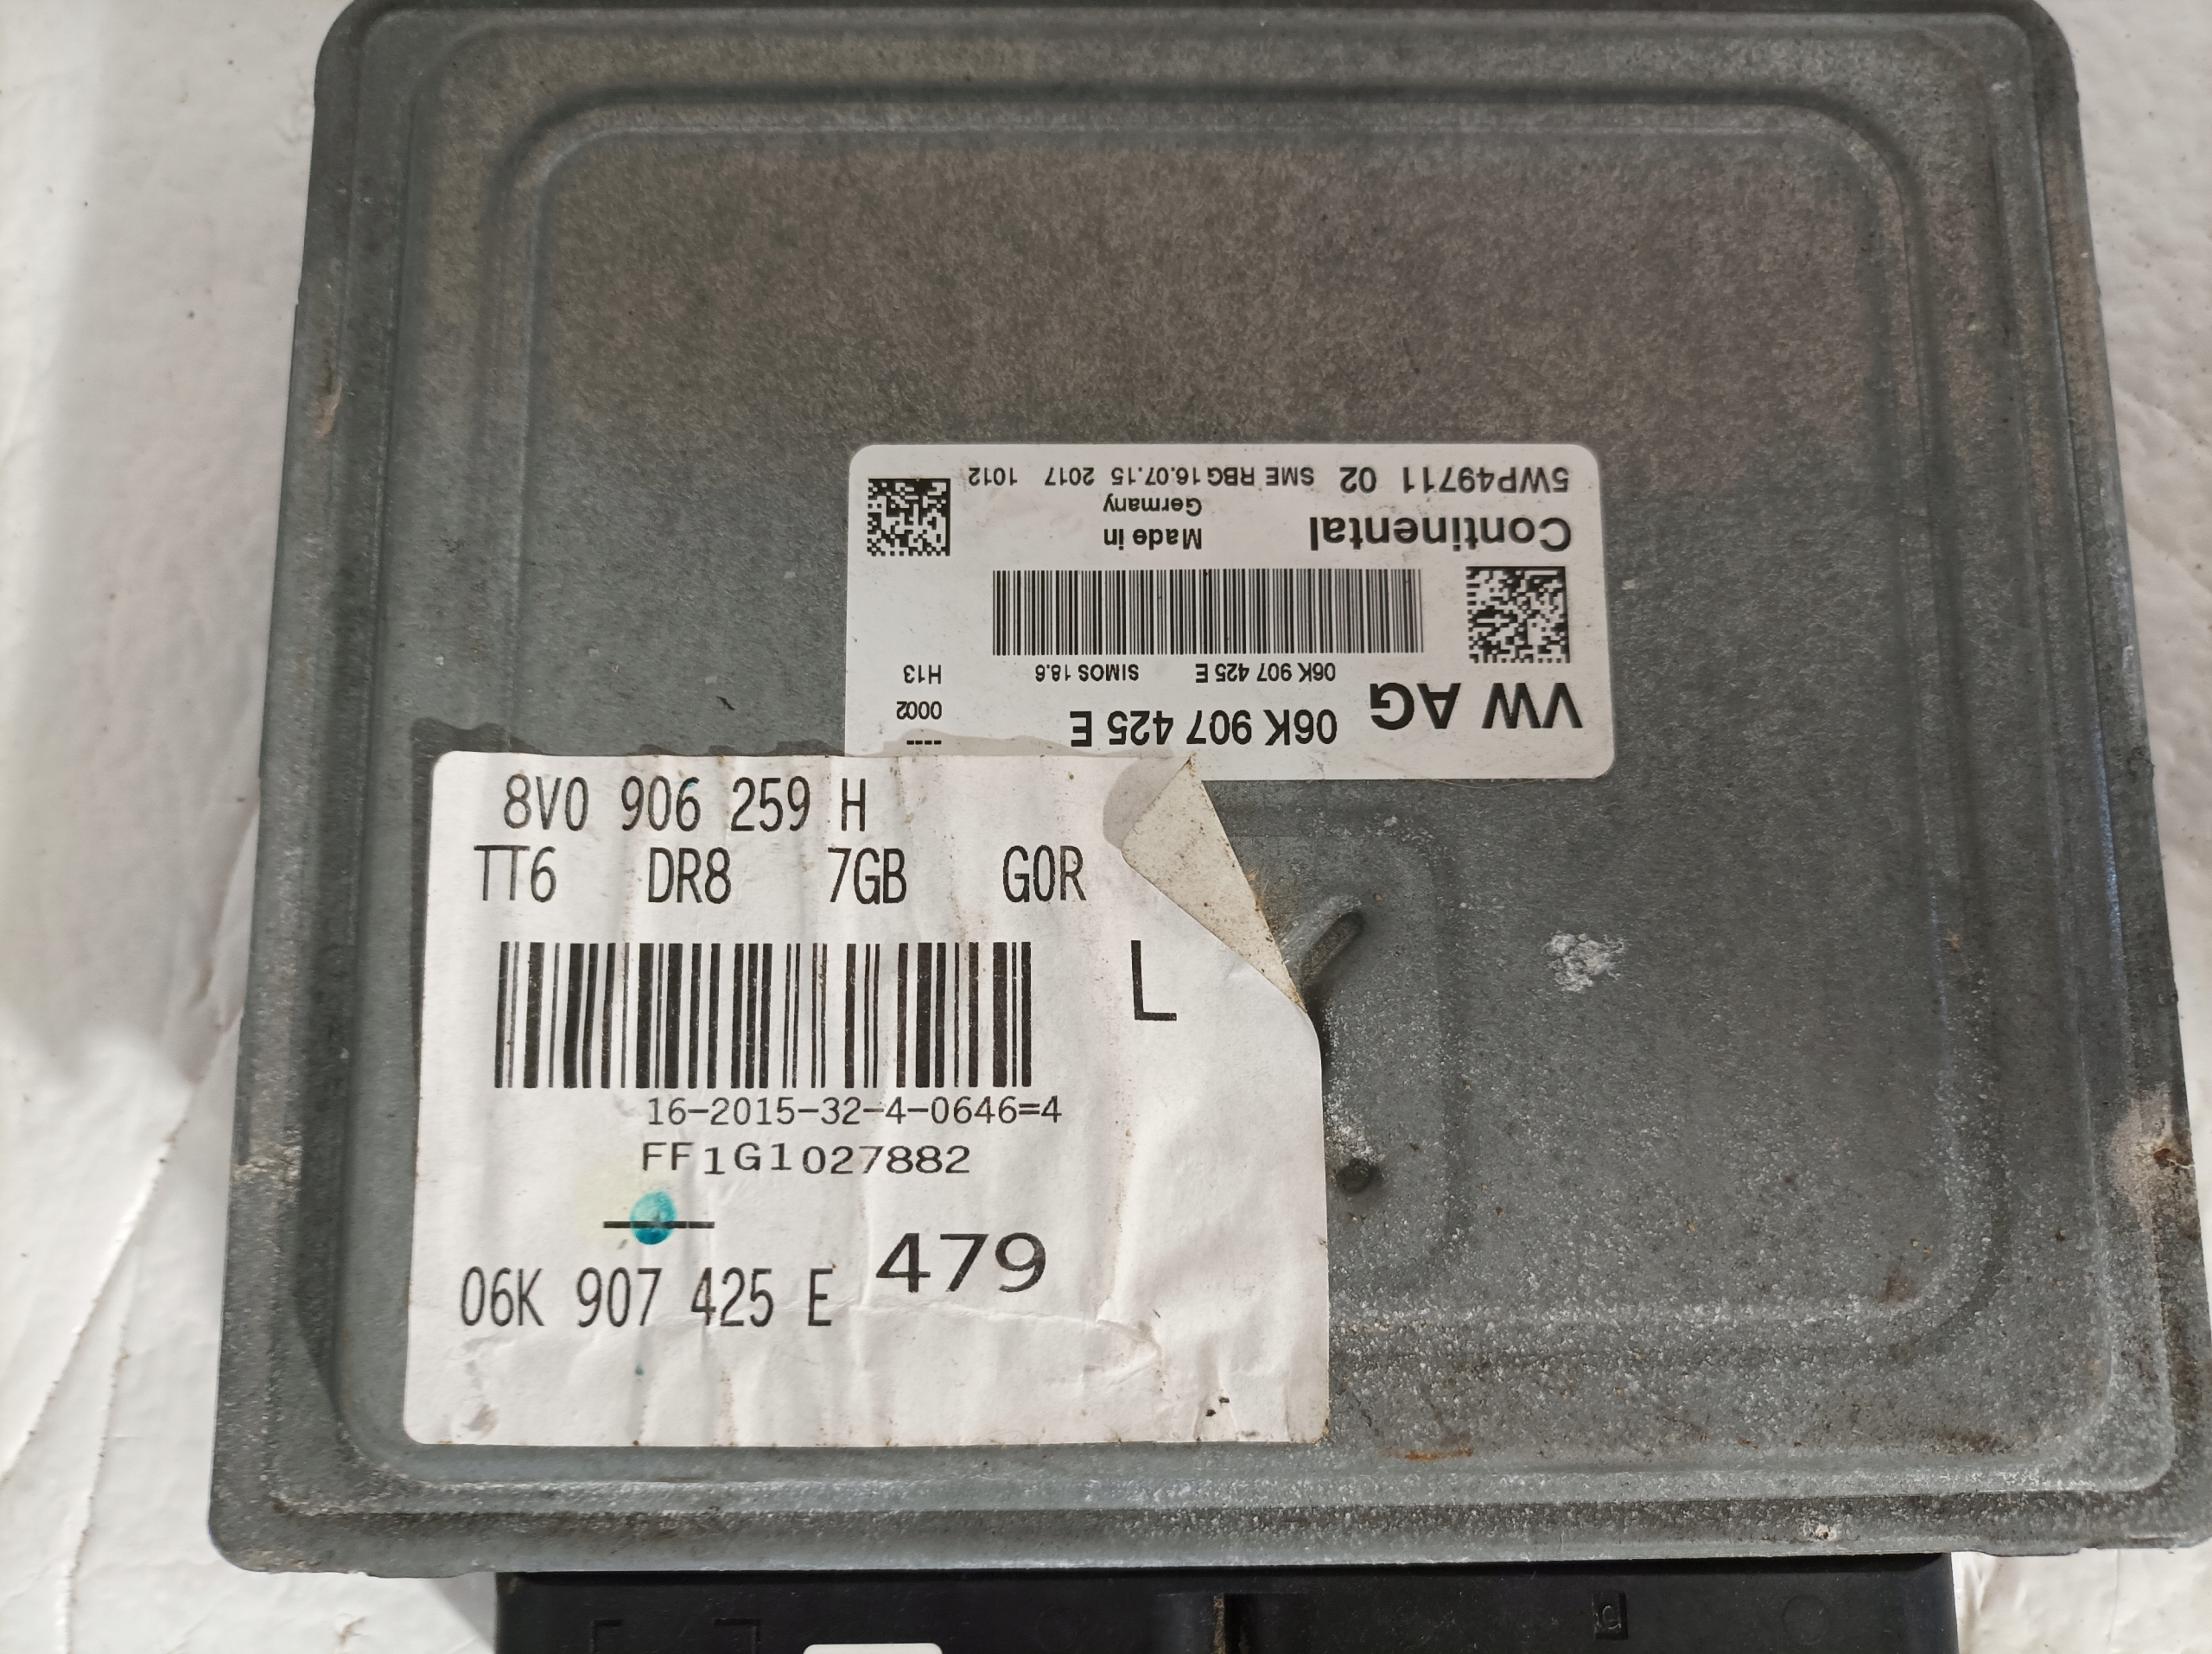 VW AG 06K 907 425 E
----
0002
06K 907 425 E SIMOS 18.6
H13
Continental
Made in
Germany
5WP49711 02 SME RBG 16.07.15 2017 1012
8V0 906 259 H
TT6 DR8 7GB G0R
L
16-2015-32-4-0646=4
FF1G1027882
06K 907 425 E 479